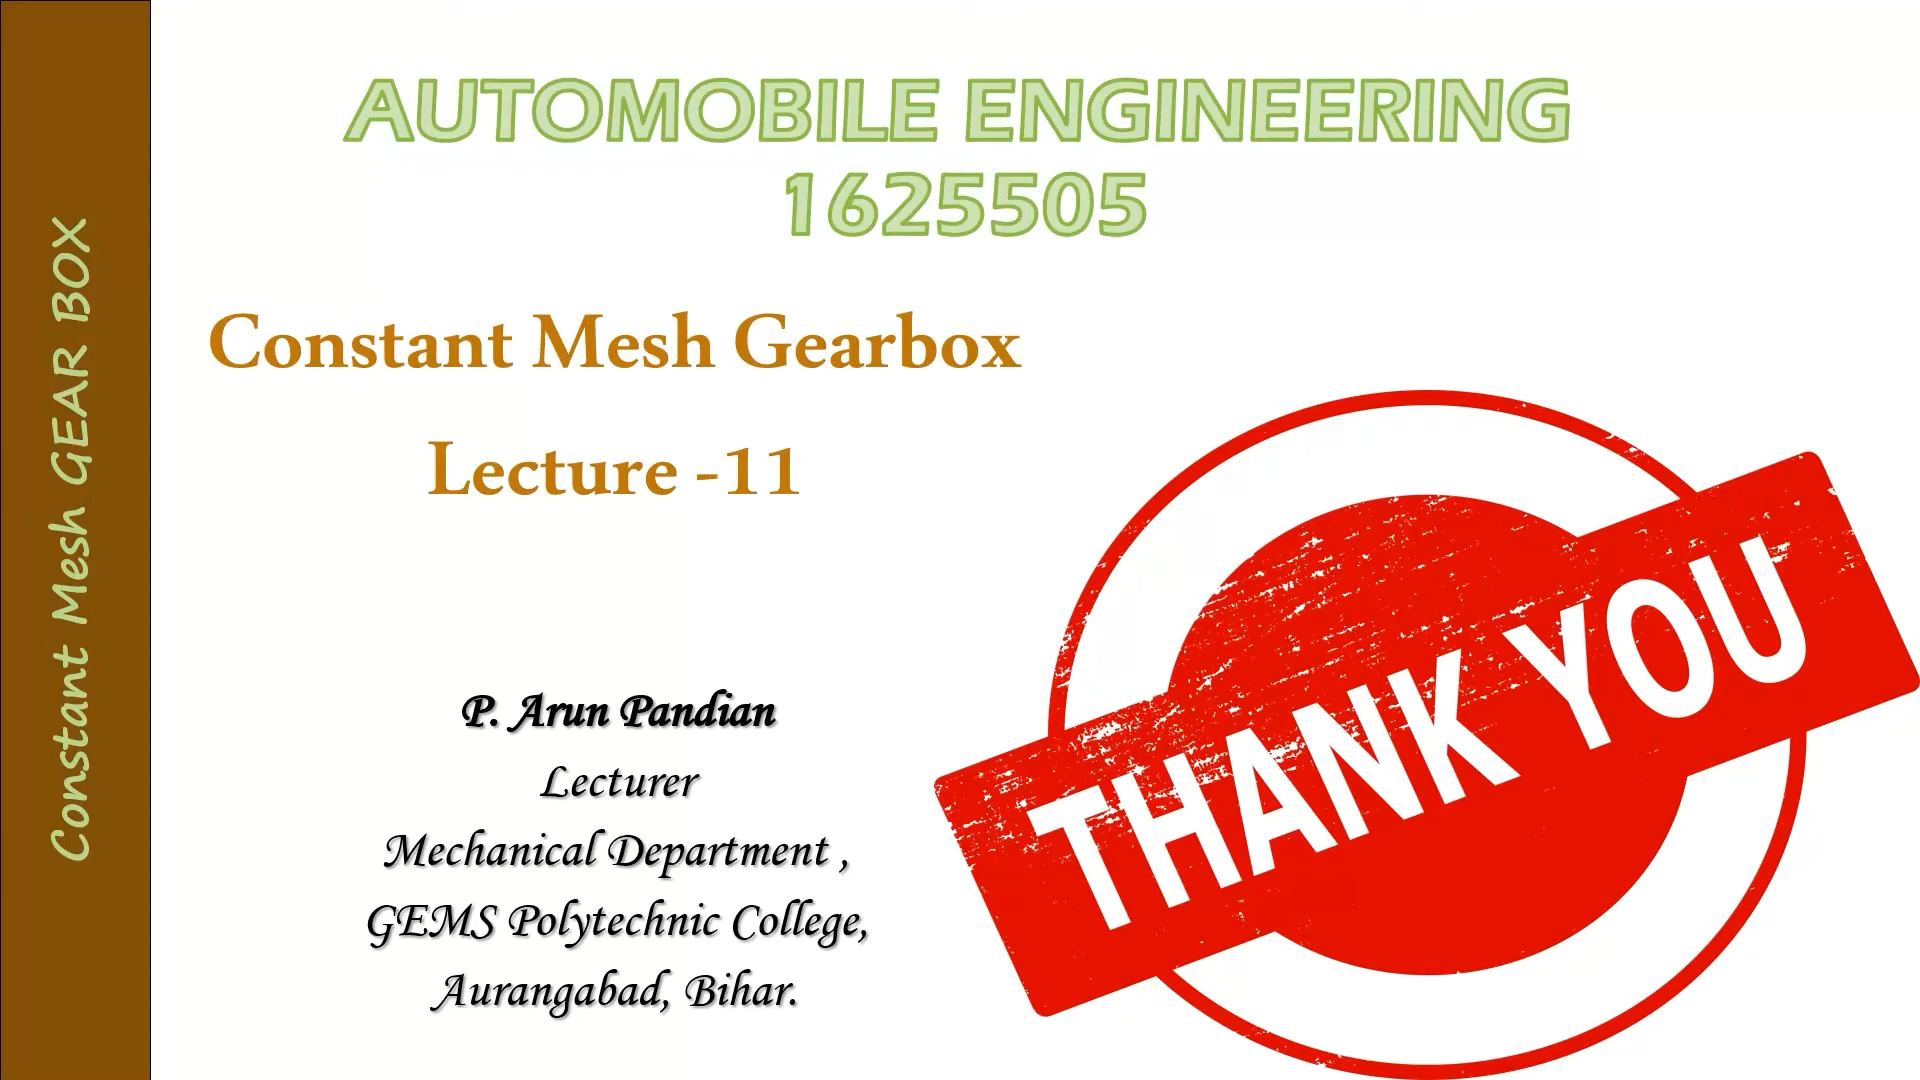 AUTOMOBILE ENGINEERING
1625505
Constant Mesh GEAR BOX
Constant Mesh Gearbox
Lecture -11
P. Arun Pandian
Lecturer
Mechanical Department ,
GEMS Polytechnic College,
Aurangabad, Bihar.
THANK YOU